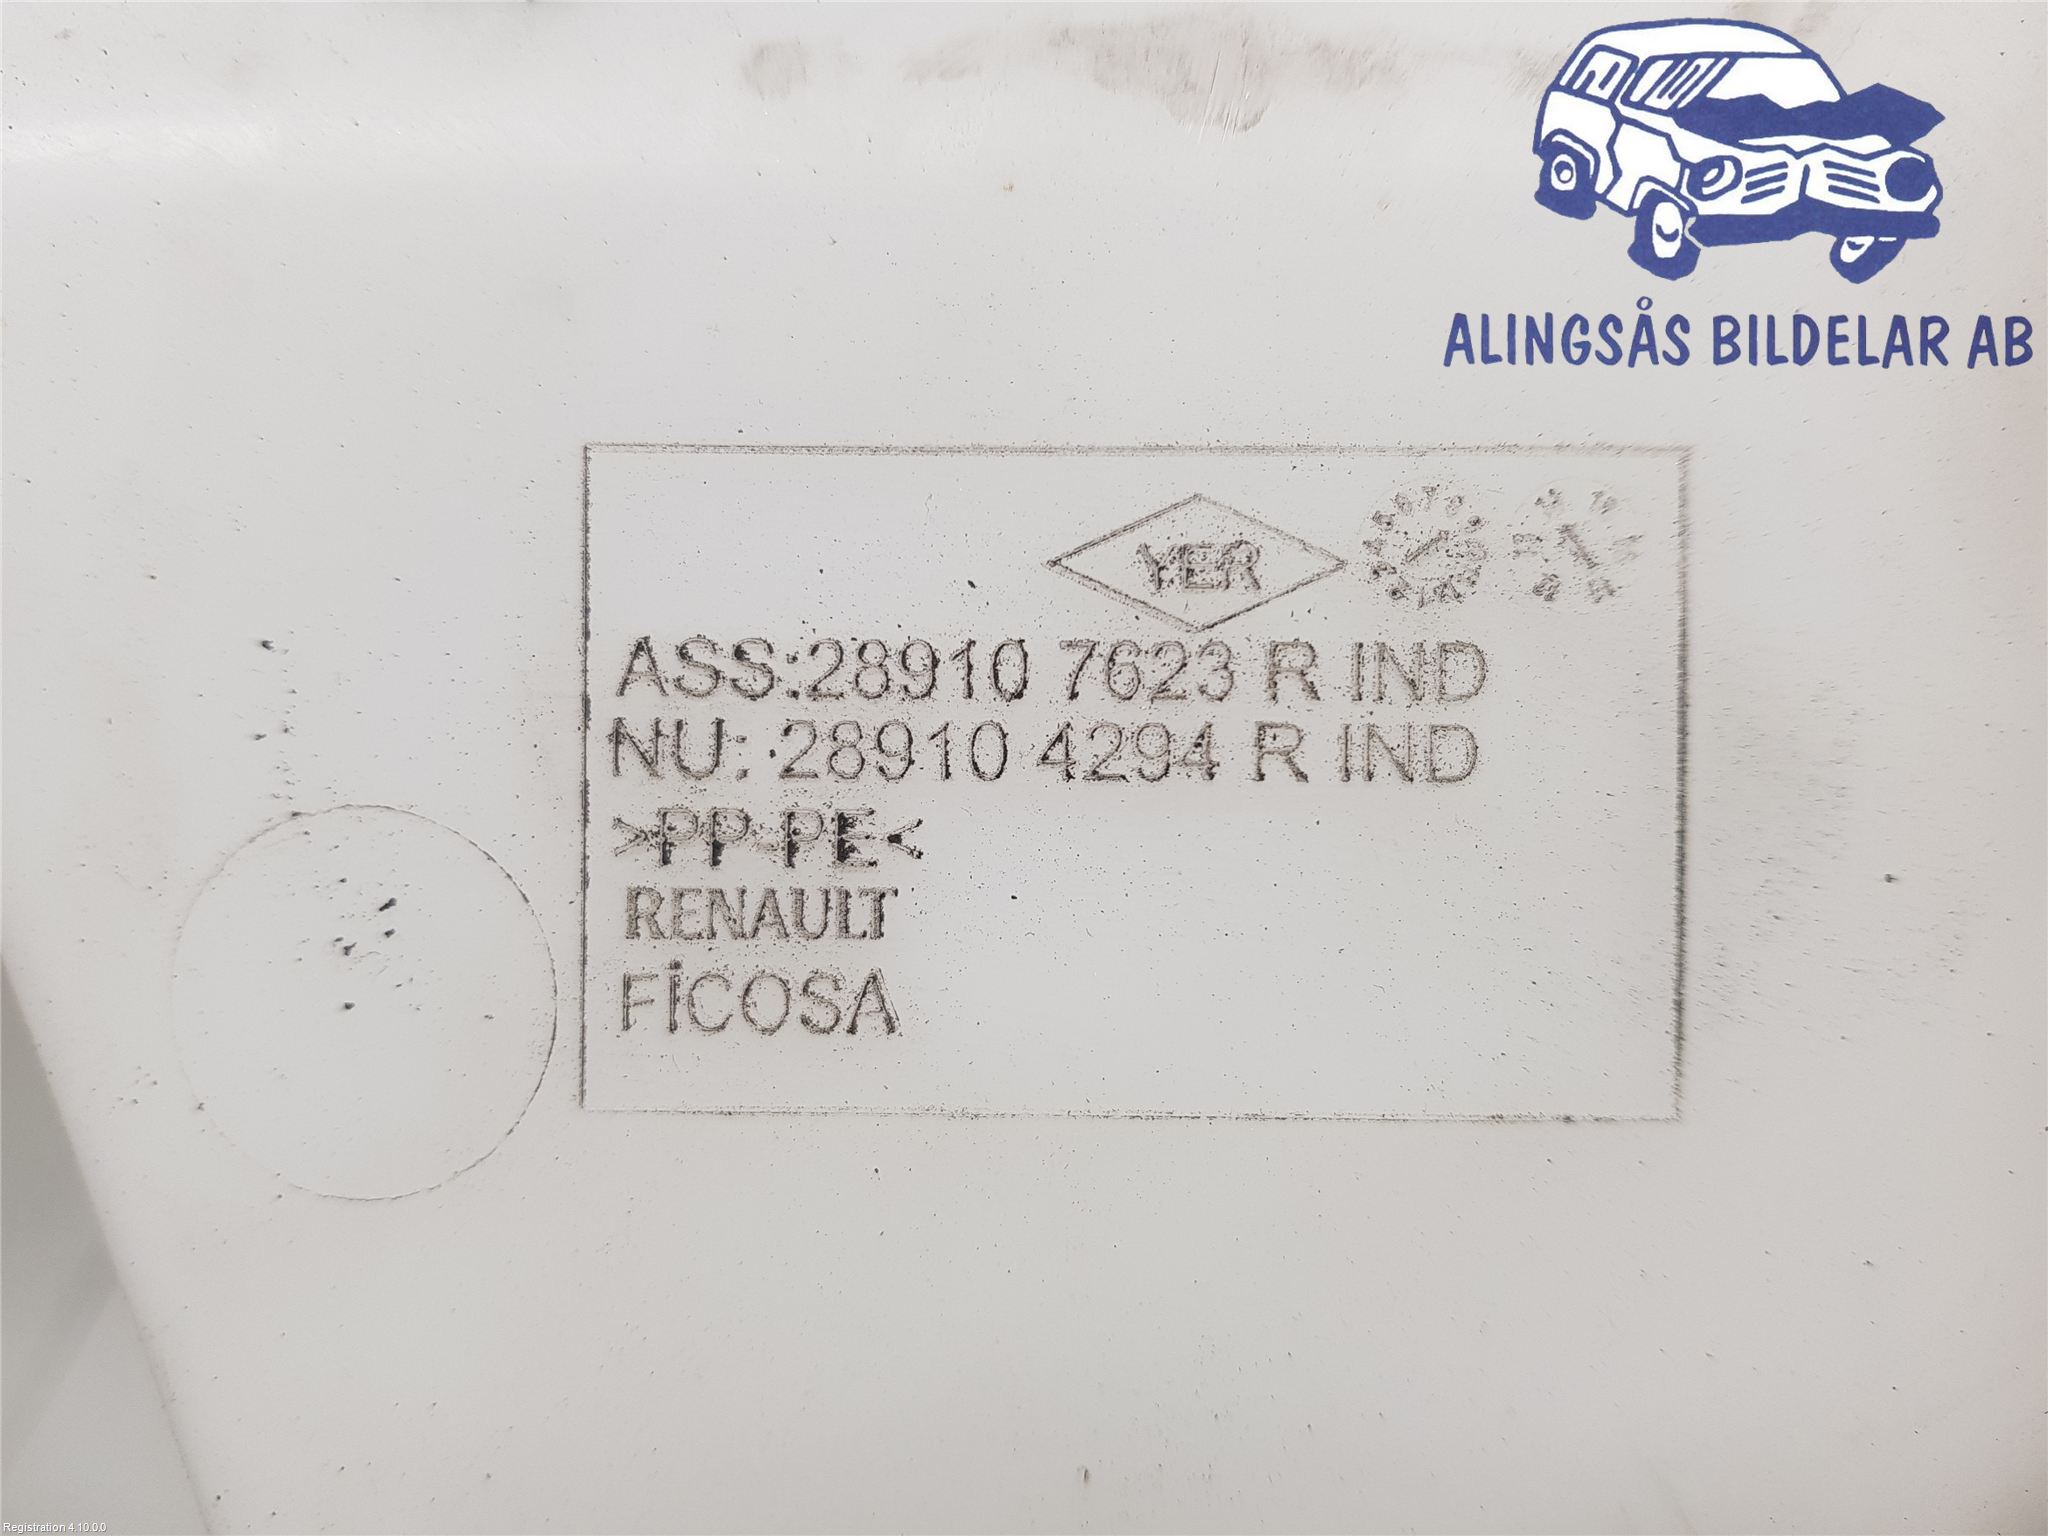 ALINGSÅS BILDELAR AB
YER
ASS:28910 7623 R IND
NU: 28910 4294 R IND
>PP-PE<
RENAULT
FİCOSA
Registration 4.10.0.0